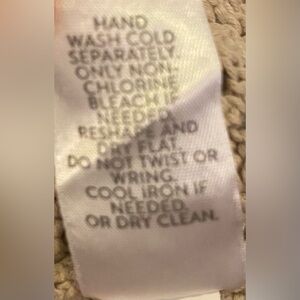 HAND
WASH COLD
SEPARATELY
ONLY NON-
CHLORINE
BLEACH IF
NEEDED.
RESHAPE AND
DRY FLAT.
DO NOT TWIST OR
WRING.
COOL IRON IF
NEEDED.
OR DRY CLEAN.